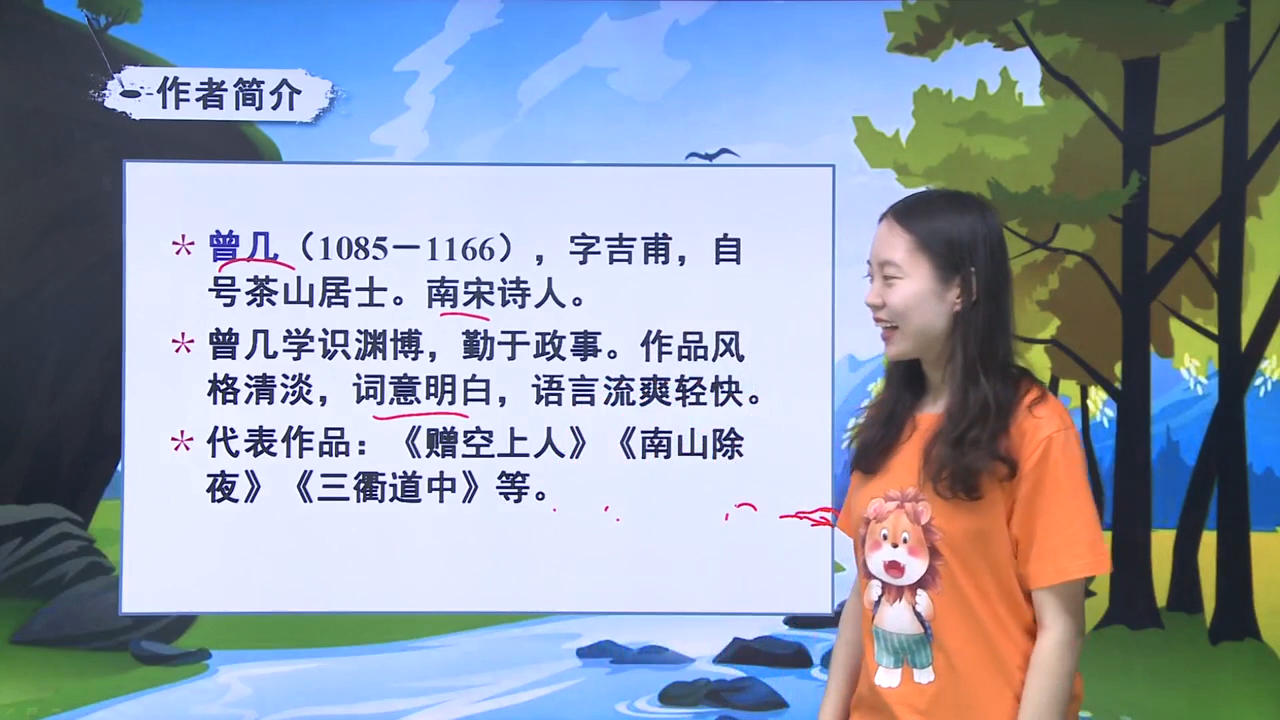 作者简介
* 曾几（1085－1166），字吉甫，自
号茶山居士。南宋诗人。
* 曾几学识渊博，勤于政事。作品风
格清淡，词意明白，语言流爽轻快。
* 代表作品：《赠空上人》《南山除
夜》《三衢道中》等。